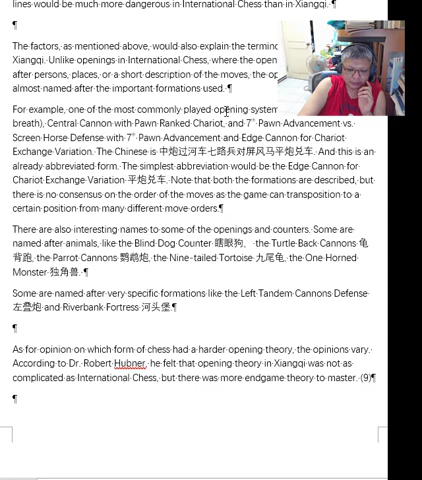 lines would be much more dangerous in International Chess than in Xiangqi. ¶
¶
The factors, as mentioned above, would also explain the
Xiangqi. Unlike openings in International Chess, where the
after persons, places, or a short description of the moves, the
almost named after the important formations used. ¶
For example, one of the most commonly played opening system
breath), Central Cannon with Pawn Ranked Chariot, and 7° Pawn Advancement vs.
Screen Horse Defense with 7° Pawn Advancement and Edge Cannon for Chariot
Exchange Variation. The Chinese is 中炮过河车七路兵对屏风马平炮兑车. And this is an
already abbreviated form. The simplest abbreviation would be the Edge Cannon for
Chariot Exchange Variation 平炮兑车. Note that both the formations are described, but
there is no consensus on the order of the moves as the game can transposition to a
certain position from many different move orders.¶
There are also interesting names to some of the openings and counters. Some are
named after animals, like the Blind Dog Counter 瞎眼狗, the Turtle Back Cannons 龟
背炮, the Parrot Cannons 鹦鹉炮, the Nine-tailed Tortoise 九尾龟, the One Horned
Monster 独角兽. ¶
Some are named after very specific formations like the Left Tandem Cannons Defense
左叠炮 and Riverbank Fortress 河头堡.¶
¶
As for opinion on which form of chess had a harder opening theory, the opinions vary.
According to Dr. Robert Hubner, he felt that opening theory in Xiangqi was not as
complicated as International Chess, but there was more endgame theory to master. (9)¶
¶